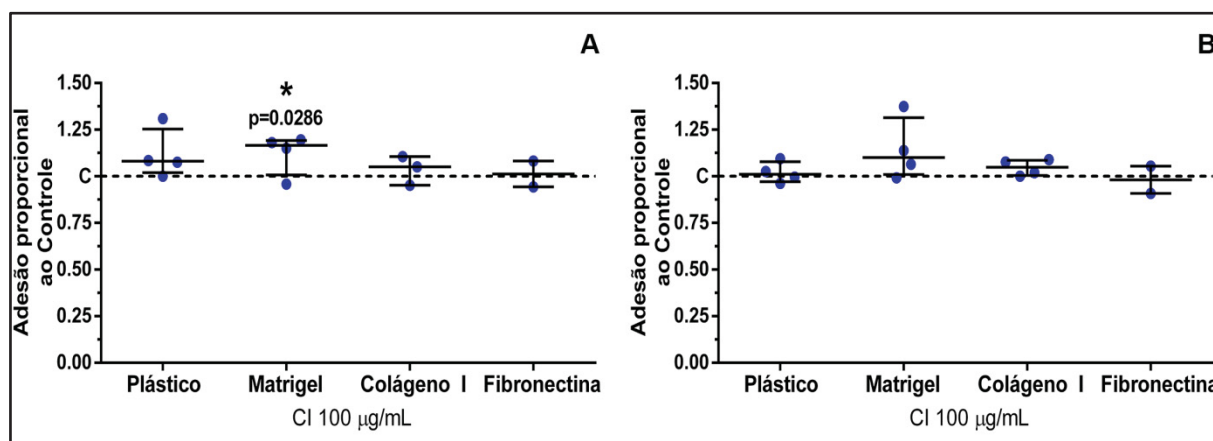 A
Adesão proporcional
ao Controle
1.50
1.25
C
0.75
0.50
0.25
0.00
*
p=0.0286
Plástico Matrigel Colágeno I Fibronectina
CI 100 µg/mL
B
Adesão proporcional
ao Controle
1.50
1.25
C
0.75
0.50
0.25
0.00
Plástico Matrigel Colágeno I Fibronectina
CI 100 µg/mL